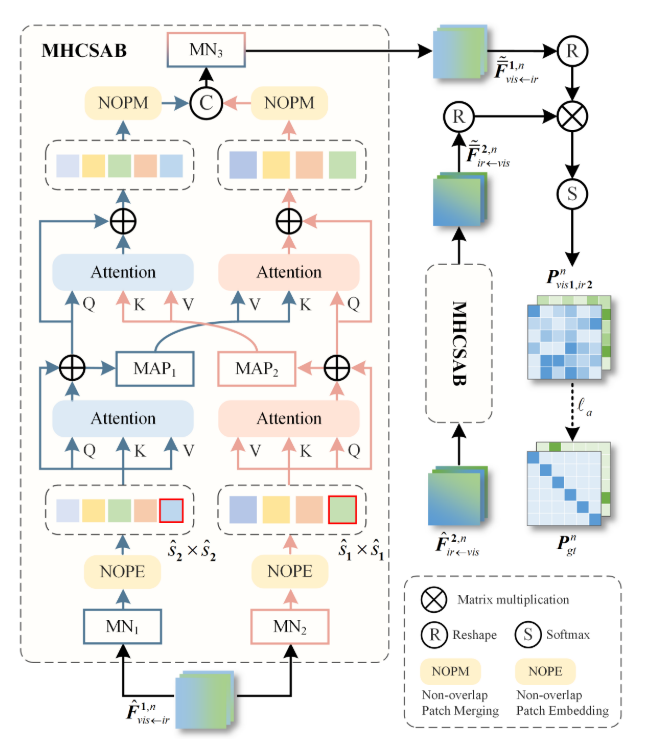 MHCSAB
MN₃
NOPM
C
NOPM
Attention
Attention
Q K V V K Q
MAP₁
MAP₂
Attention
Attention
Q K V V K Q
ŝ₂ × ŝ₂
ŝ₁ × ŝ₁
NOPE
NOPE
MN₁
MN₂
F̂¹,ⁿ vis←ir
F̃̄¹,ⁿ vis←ir
R
R
F̃̄²,ⁿ ir←vis
S
Pⁿ vis1,ir2
MHCSAB
ℓₐ
F̂²,ⁿ ir←vis
Pⁿ gt
Matrix multiplication
R Reshape
S Softmax
NOPM
NOPE
Non-overlap
Patch Merging
Non-overlap
Patch Embedding